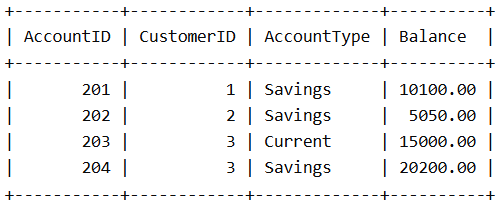 +-----------+------------+-------------+----------+
| AccountID | CustomerID | AccountType | Balance  |
+-----------+------------+-------------+----------+
|       201 |          1 | Savings     | 10100.00 |
|       202 |          2 | Savings     |  5050.00 |
|       203 |          3 | Current     | 15000.00 |
|       204 |          3 | Savings     | 20200.00 |
+-----------+------------+-------------+----------+